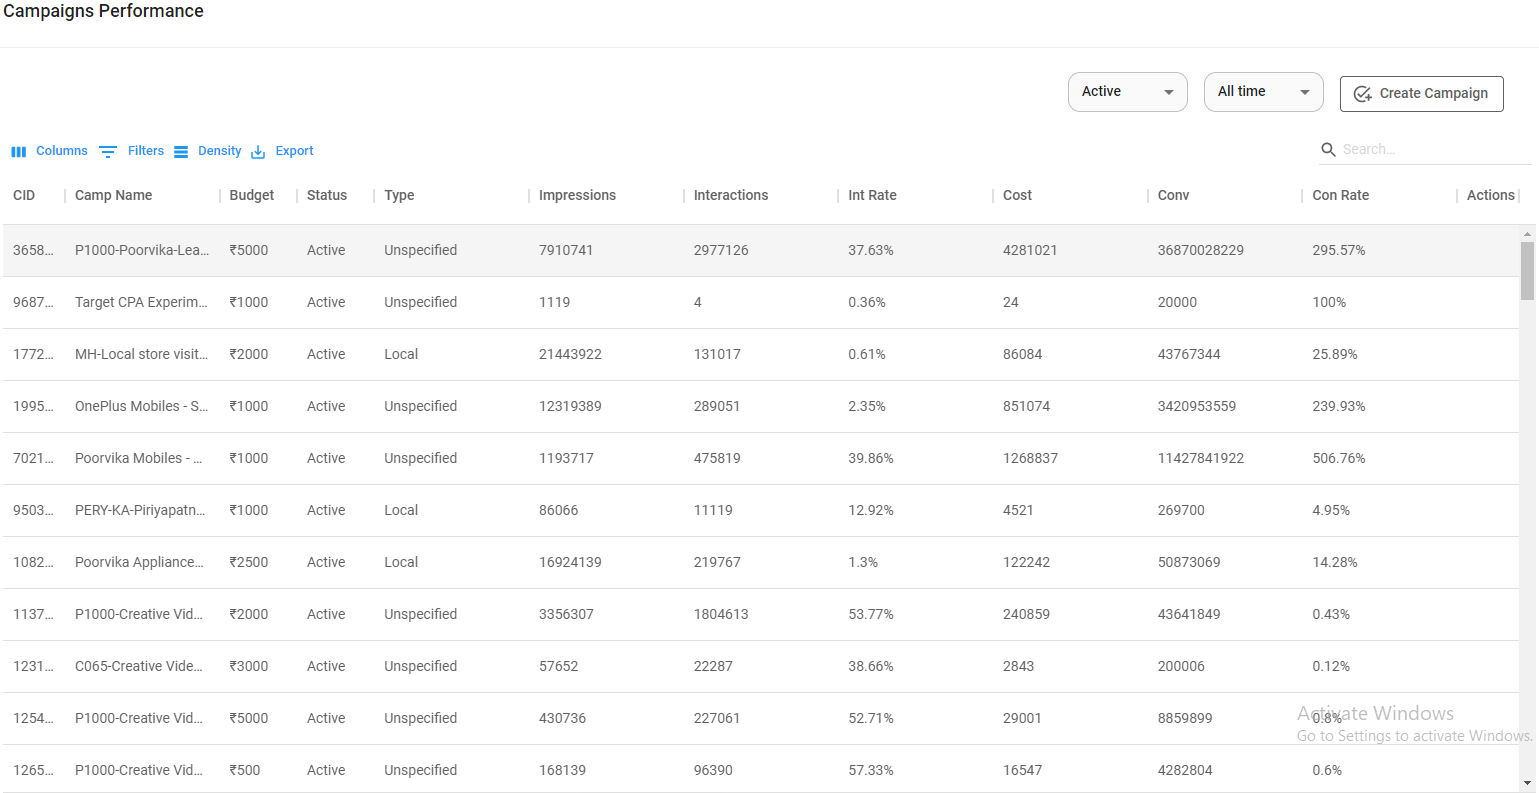 Campaigns Performance
Active All time Create Campaign
Columns Filters Density Export Search...
CID Camp Name Budget Status Type Impressions Interactions Int Rate Cost Conv Con Rate Actions
3658... P1000-Poorvika-Lea... ₹5000 Active Unspecified 7910741 2977126 37.63% 4281021 36870028229 295.57%
9687... Target CPA Experim... ₹1000 Active Unspecified 1119 4 0.36% 24 20000 100%
1772... MH-Local store visit... ₹2000 Active Local 21443922 131017 0.61% 86084 43767344 25.89%
1995... OnePlus Mobiles - S... ₹1000 Active Unspecified 12319389 289051 2.35% 851074 3420953559 239.93%
7021... Poorvika Mobiles - ... ₹1000 Active Unspecified 1193717 475819 39.86% 1268837 11427841922 506.76%
9503... PERY-KA-Piriyapatn... ₹1000 Active Local 86066 11119 12.92% 4521 269700 4.95%
1082... Poorvika Appliance... ₹2500 Active Local 16924139 219767 1.3% 122242 50873069 14.28%
1137... P1000-Creative Vid... ₹2000 Active Unspecified 3356307 1804613 53.77% 240859 43641849 0.43%
1231... C065-Creative Vide... ₹3000 Active Unspecified 57652 22287 38.66% 2843 200006 0.12%
1254... P1000-Creative Vid... ₹5000 Active Unspecified 430736 227061 52.71% 29001 8859899 0.8%
Activate Windows
Go to Settings to activate Windows.
1265... P1000-Creative Vid... ₹500 Active Unspecified 168139 96390 57.33% 16547 4282804 0.6%